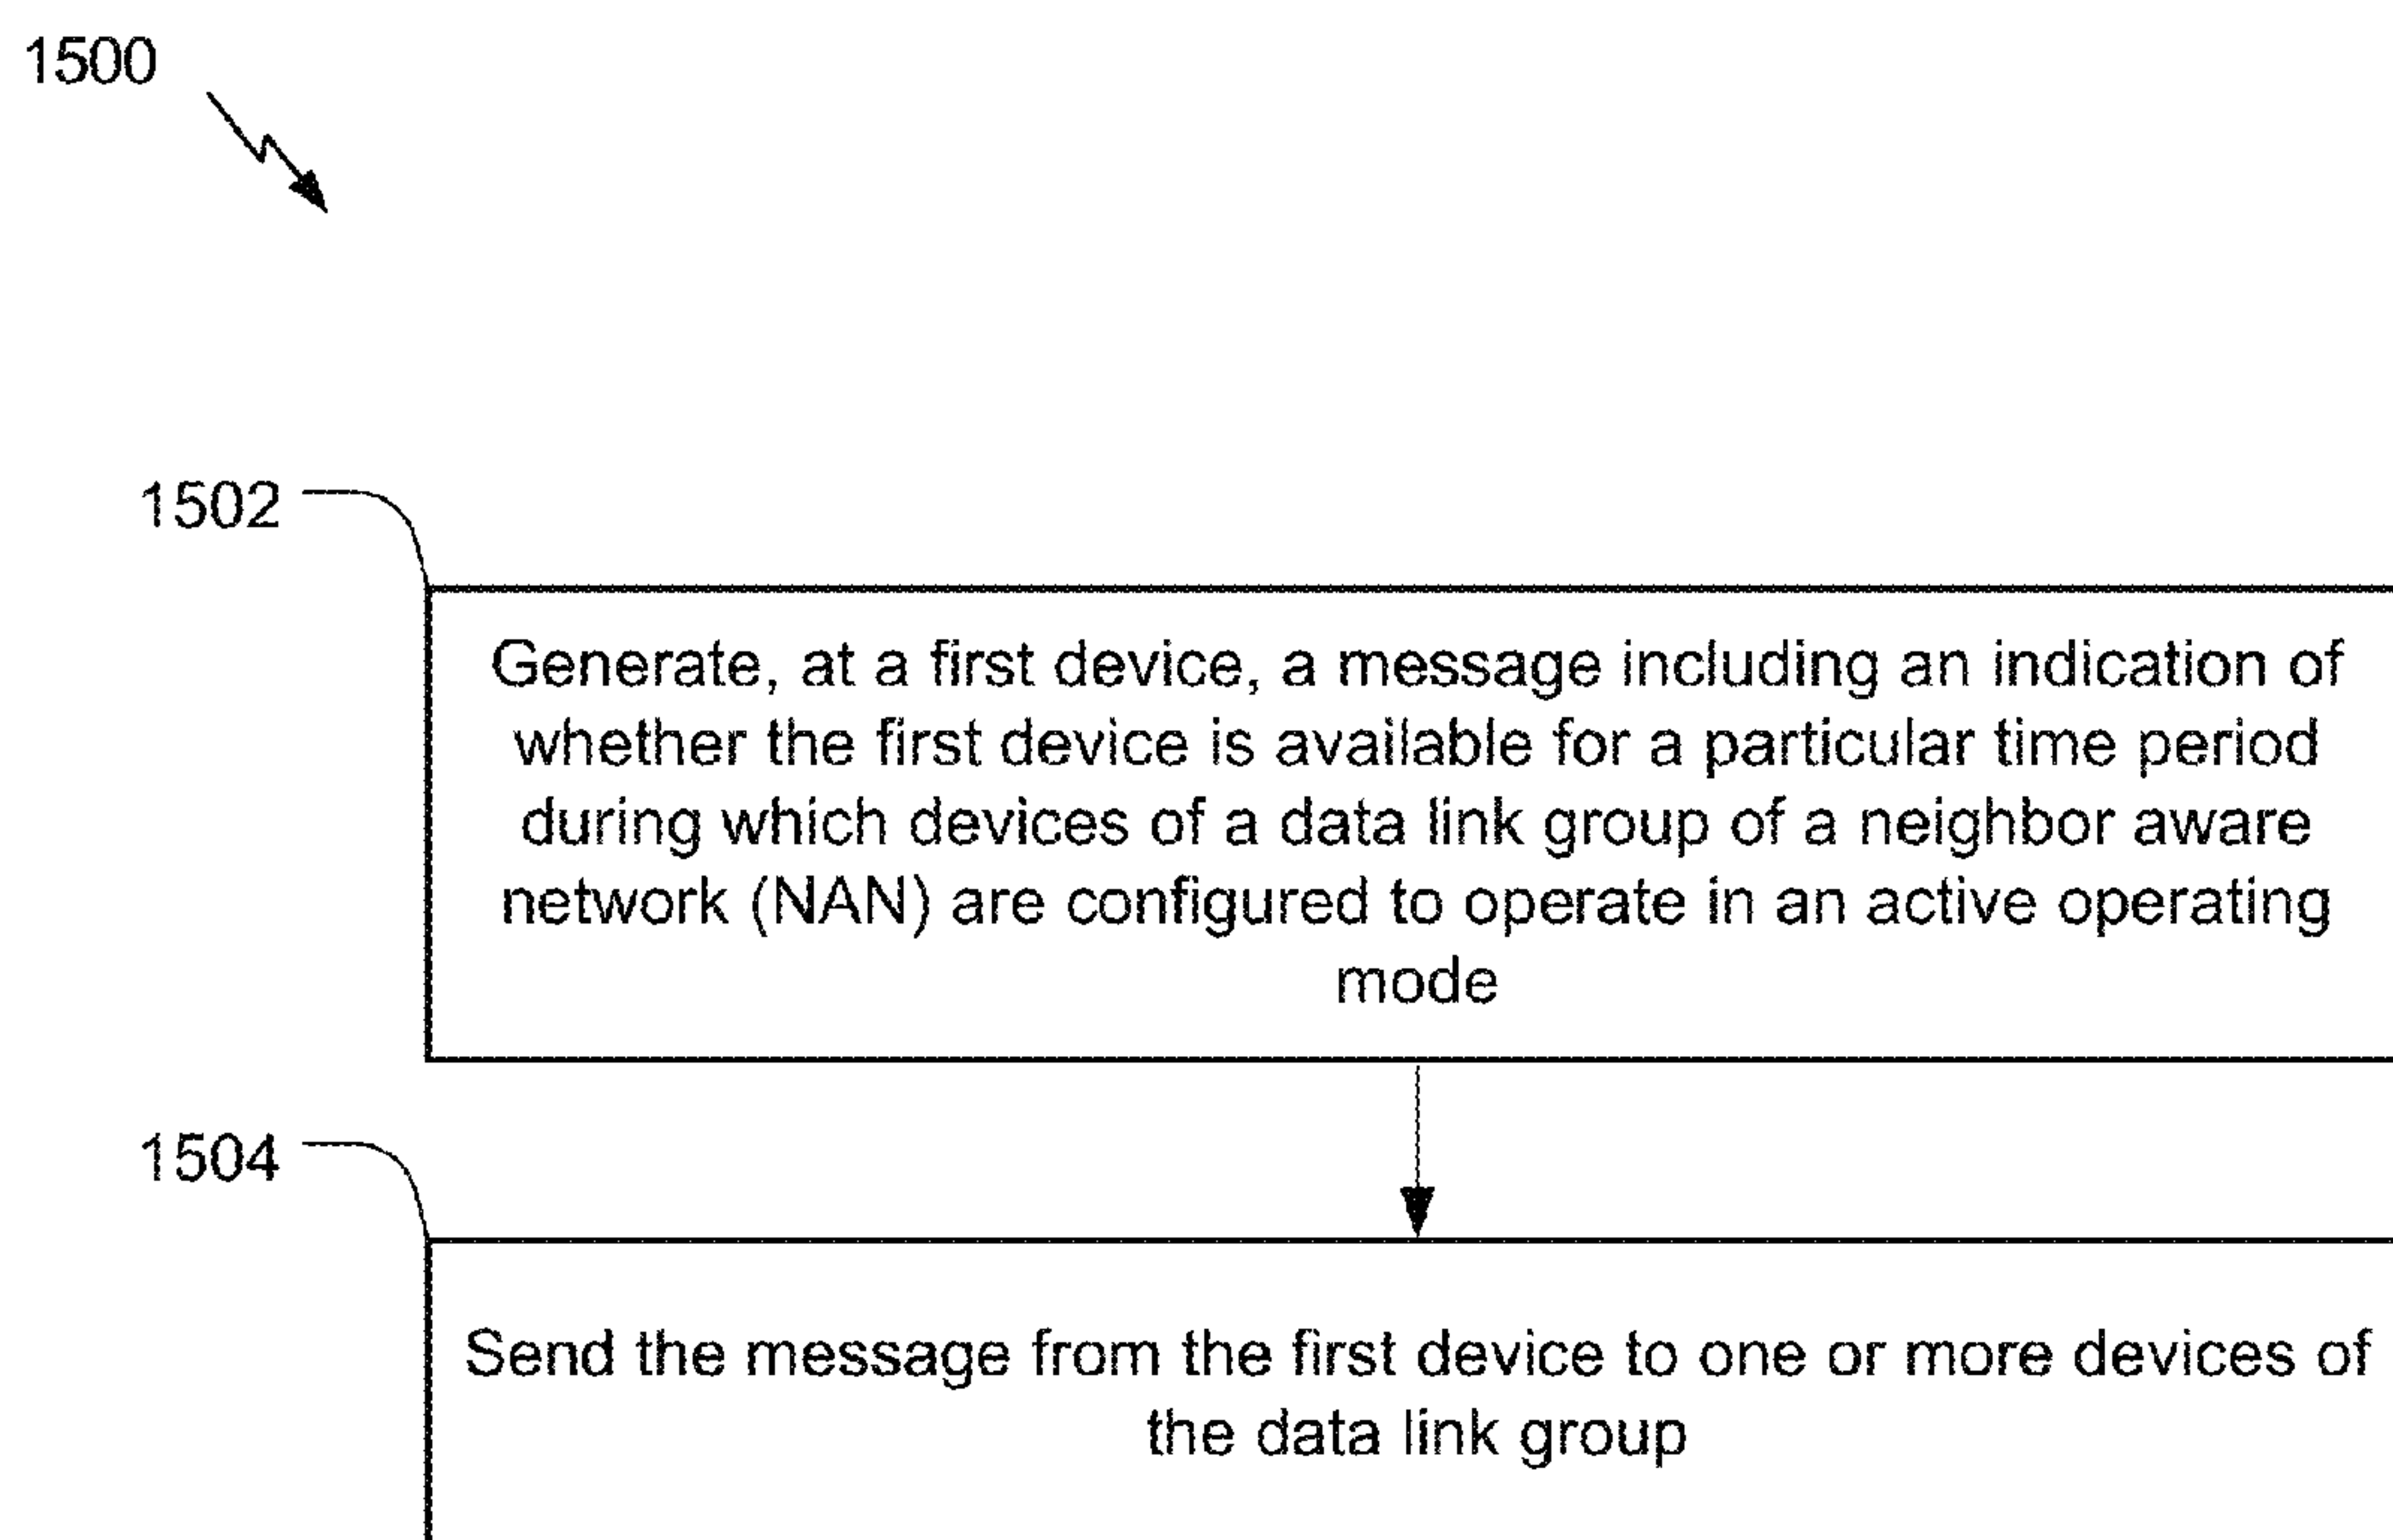 1500
1502
Generate, at a first device, a message including an indication of
whether the first device is available for a particular time period
during which devices of a data link group of a neighbor aware
network (NAN) are configured to operate in an active operating
mode
1504
Send the message from the first device to one or more devices of
the data link group